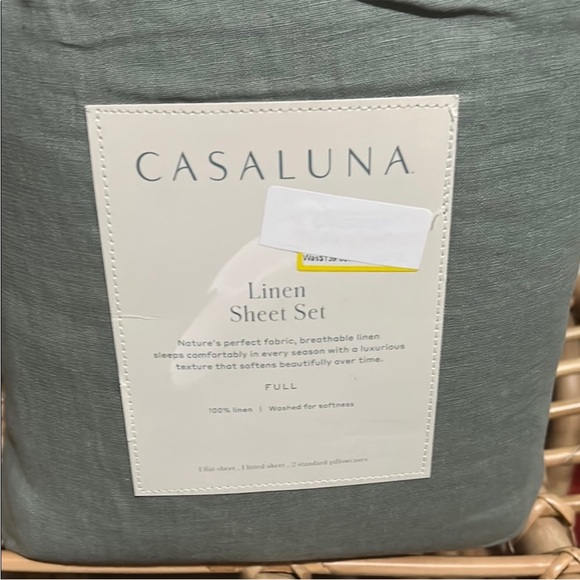 CASALUNA
Linen
Sheet Set
Nature's perfect fabric, breathable linen
sleeps comfortably in every season with a luxurious
texture that softens beautifully over time.
FULL
100% linen | Washed for softness
1 flat sheet . 1 fitted sheet . 2 standard pillowcases